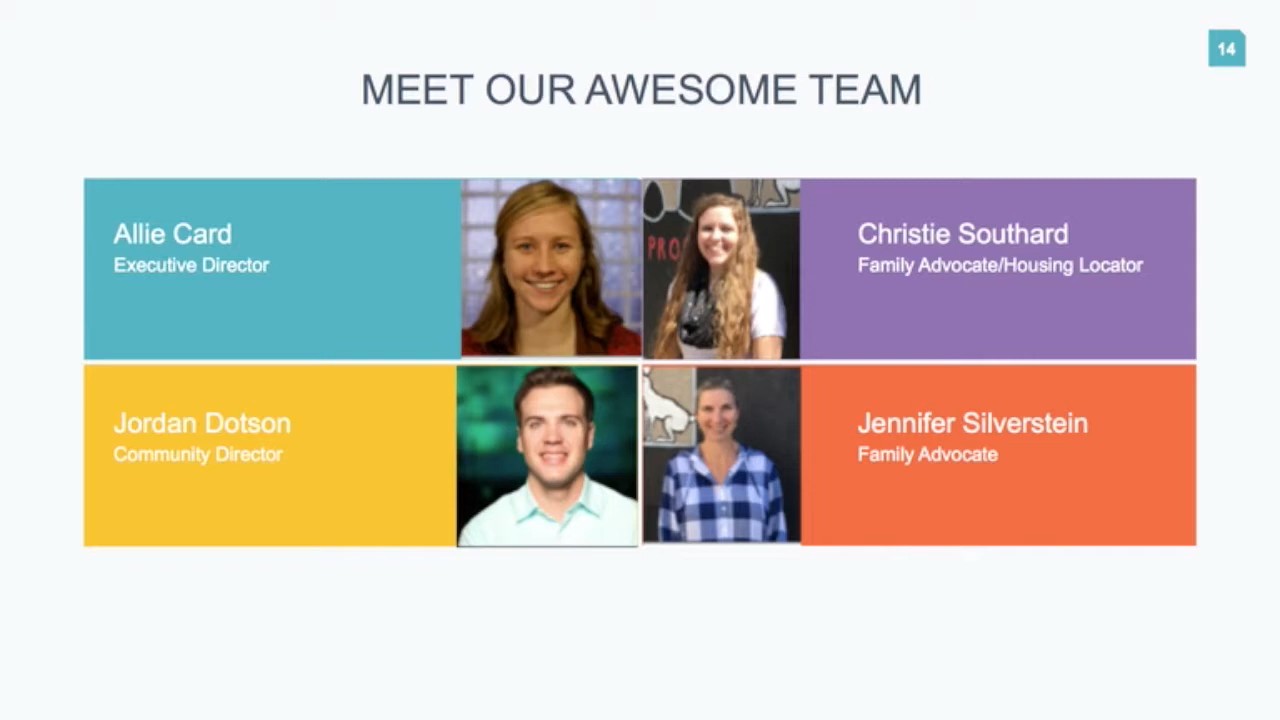 14
MEET OUR AWESOME TEAM
Allie Card
Executive Director
PRO
Christie Southard
Family Advocate/Housing Locator
Jordan Dotson
Community Director
Jennifer Silverstein
Family Advocate